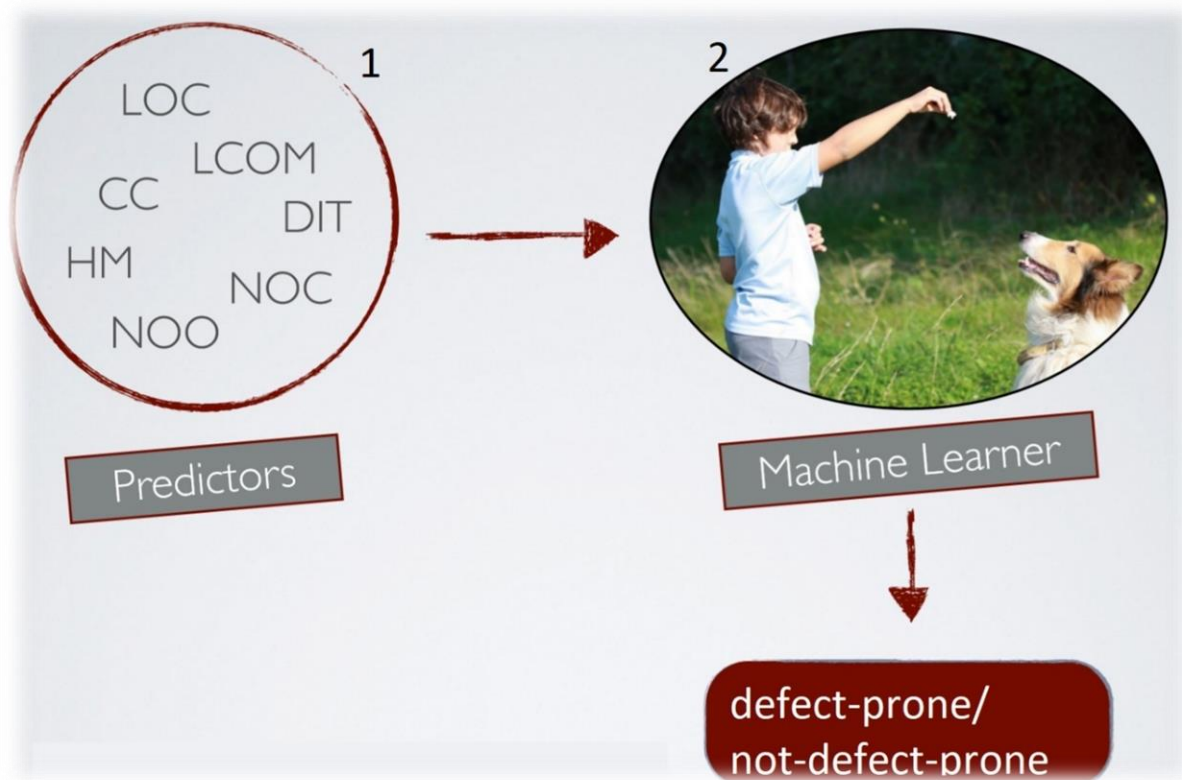 1
LOC
LCOM
CC
DIT
HM
NOC
NOO
Predictors
2
Machine Learner
defect-prone/
not-defect-prone